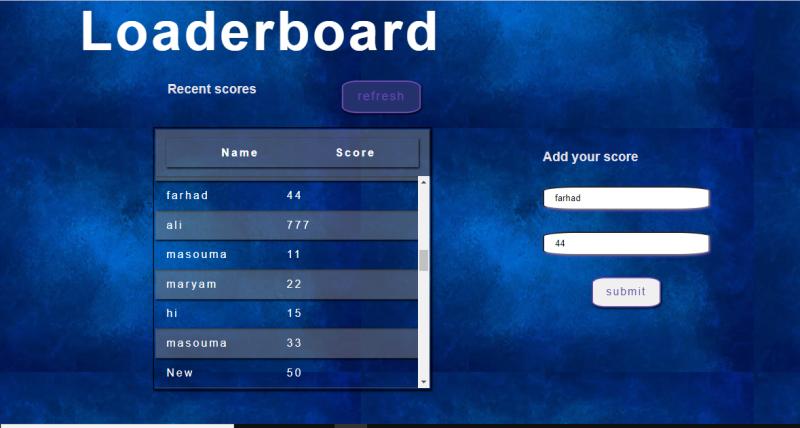 Loaderboard
Recent scores
refresh
Name Score
farhad 44
ali 777
masouma 11
maryam 22
hi 15
masouma 33
New 50
Add your score
farhad
44
submit